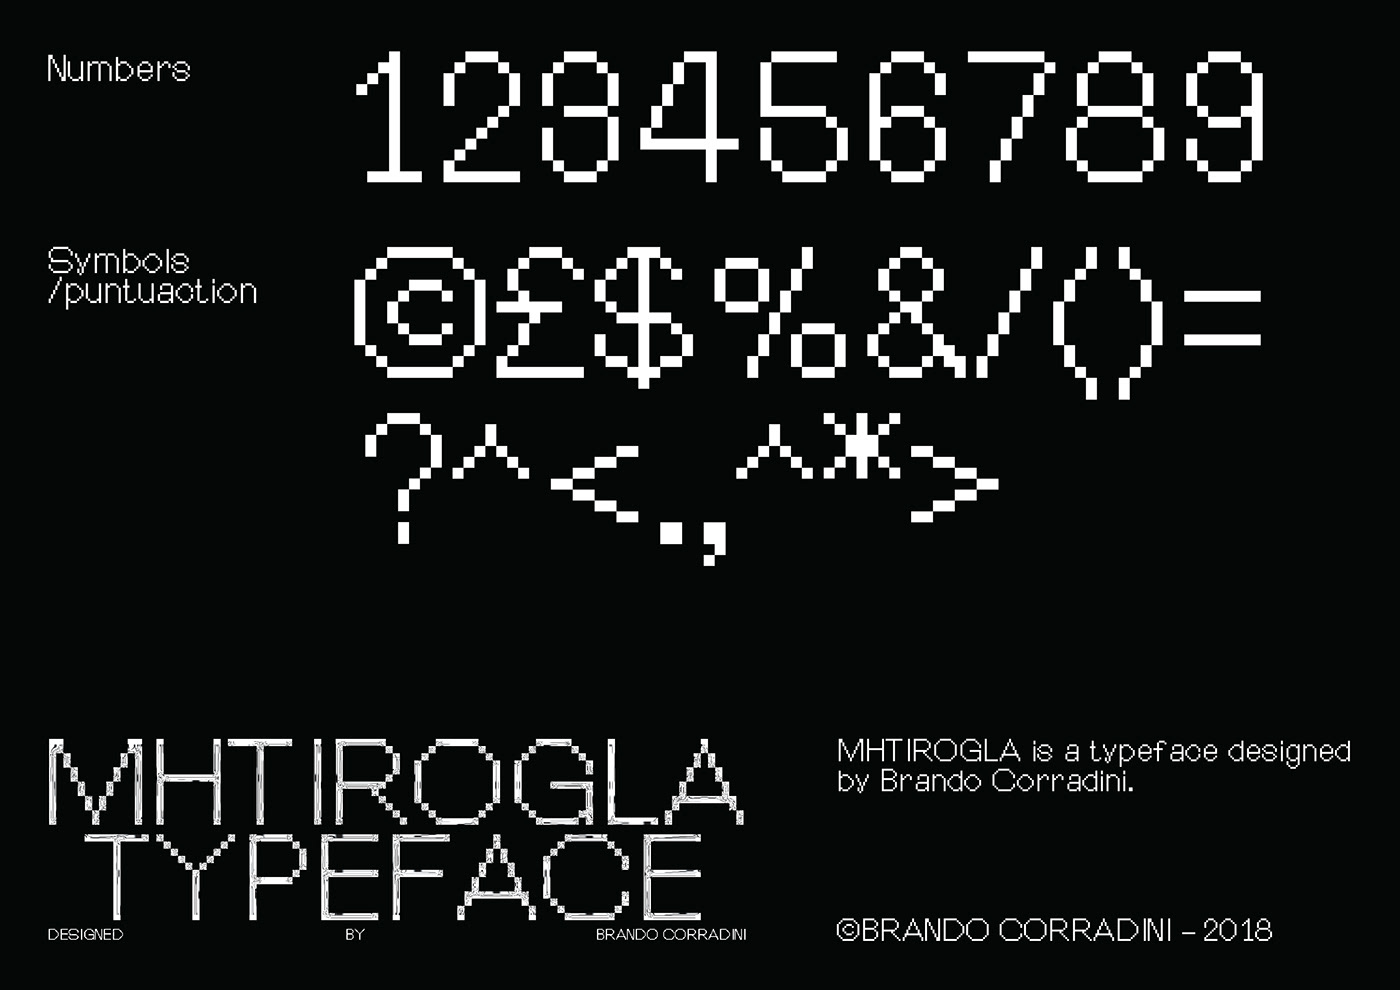 Numbers
123456789
Symbols
/puntuaction
©£$%&/()=
?^<.,^*>
MHTIROGLA
TYPEFACE
DESIGNED BY BRANDO CORRADINI
MHTIROGLA is a typeface designed
by Brando Corradini.
©BRANDO CORRADINI – 2018